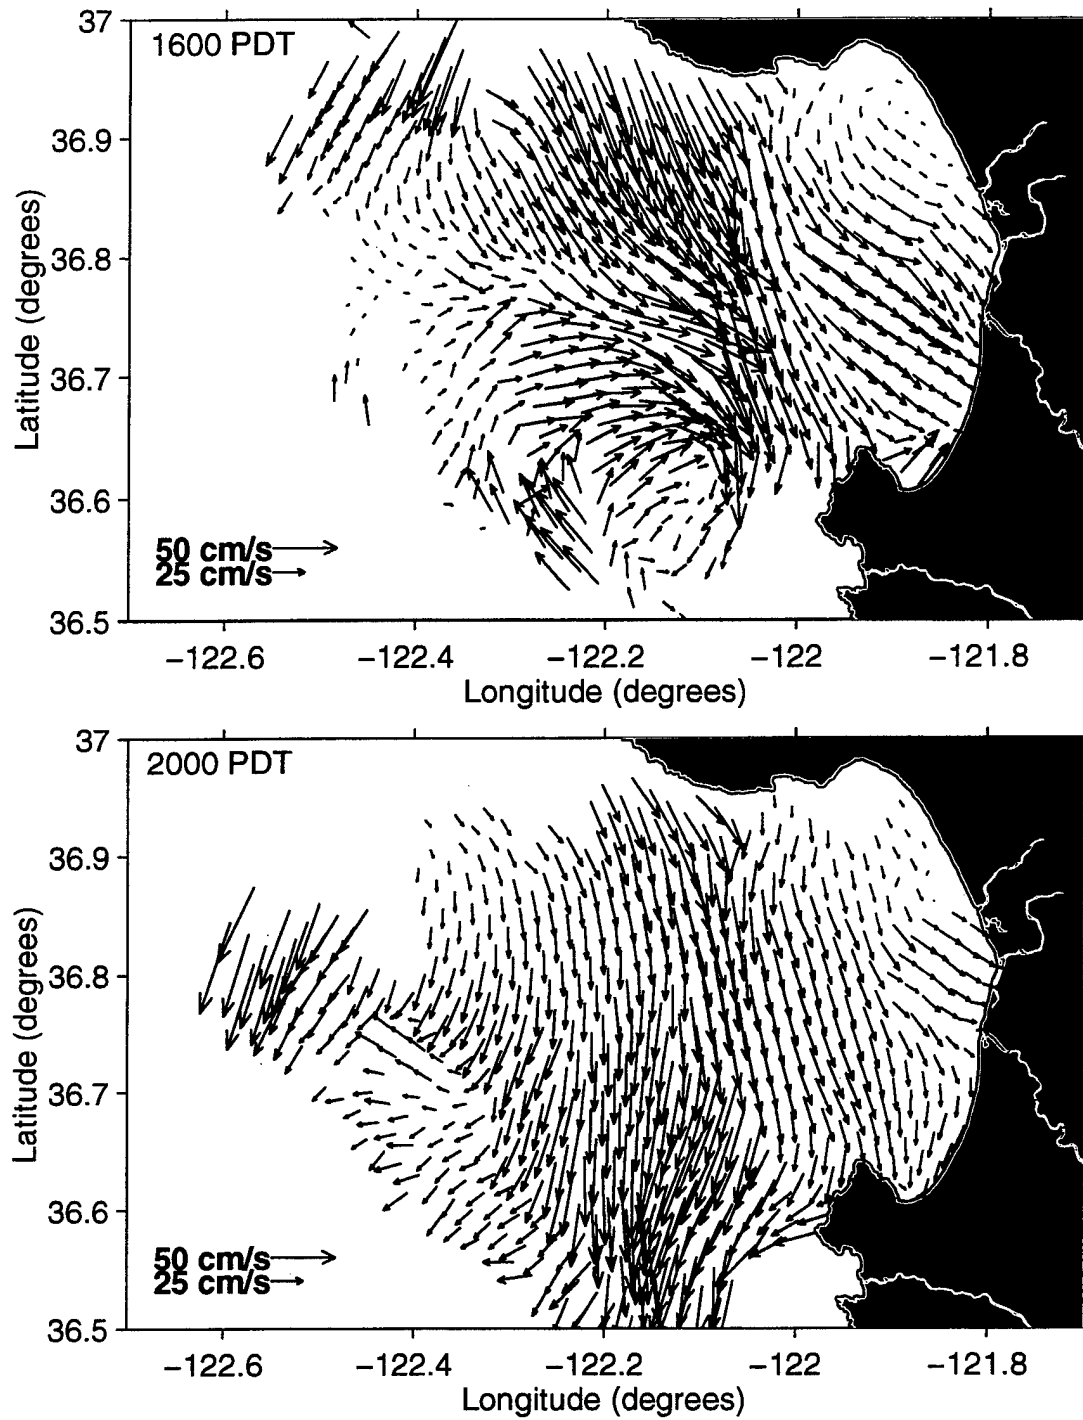 37
1600 PDT
36.9
36.8
36.7
36.6
36.5
Latitude (degrees)
50 cm/s
25 cm/s
−122.6 −122.4 −122.2 −122 −121.8
Longitude (degrees)
37
2000 PDT
36.9
36.8
36.7
36.6
36.5
Latitude (degrees)
50 cm/s
25 cm/s
−122.6 −122.4 −122.2 −122 −121.8
Longitude (degrees)